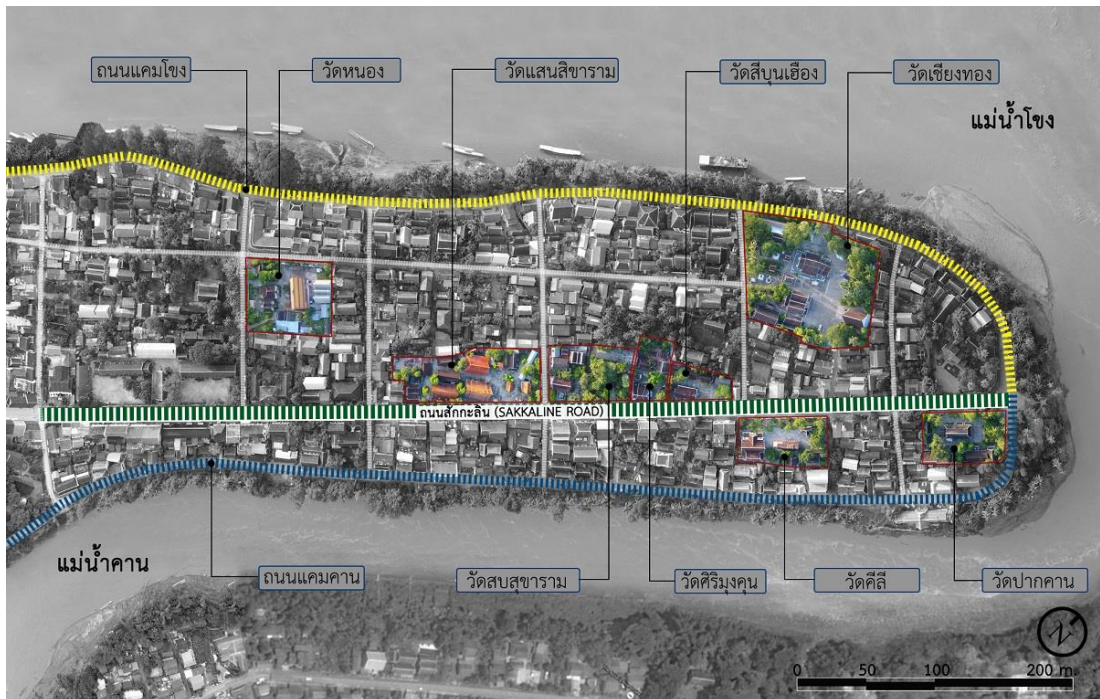 ถนนแคมโขง
วัดหนอง
วัดแสนสิขาราม
วัดสีบุนเฮือง
วัดเชียงทอง
แม่น้ำโขง
ถนนสักกะลิน (SAKKALINE ROAD)
แม่น้ำคาน
ถนนแคมคาน
วัดสบสุขาราม
วัดศิริมุงคุน
วัดคีลี
วัดปากคาน
N
0 50 100 200 m.